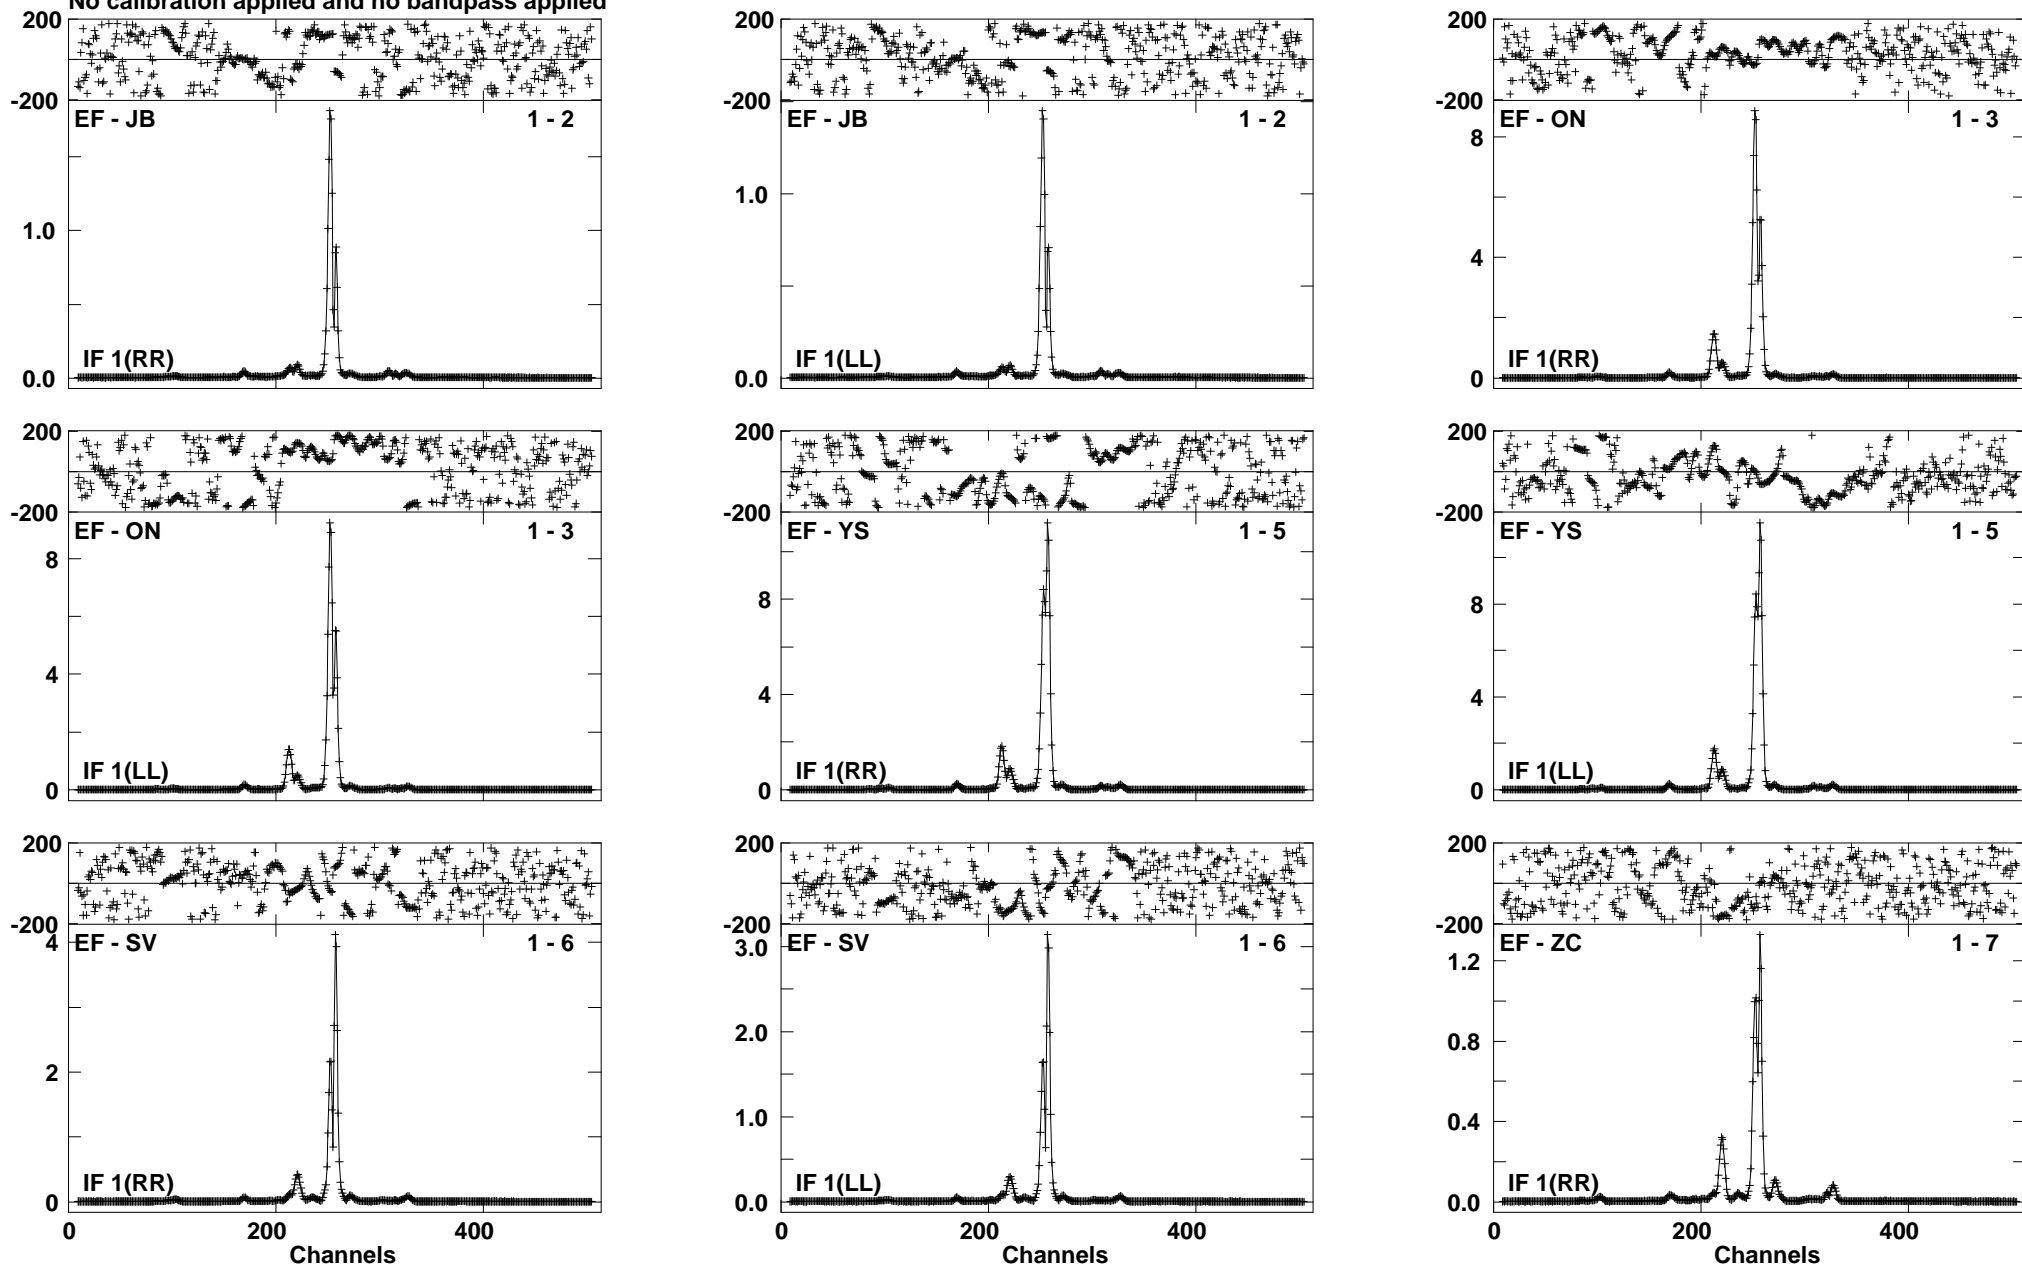 No calibration applied and no bandpass applied
200
-200
EF - JB 1 - 2
1.0
0.0
IF 1(RR)
200
-200
EF - JB 1 - 2
1.0
0.0
IF 1(LL)
200
-200
EF - ON 1 - 3
8
4
0
IF 1(RR)
200
-200
EF - ON 1 - 3
8
4
0
IF 1(LL)
200
-200
EF - YS 1 - 5
8
4
0
IF 1(RR)
200
-200
EF - YS 1 - 5
8
4
0
IF 1(LL)
200
-200
EF - SV 1 - 6
4
2
0
IF 1(RR)
0 200 400
Channels
200
-200
EF - SV 1 - 6
3.0
2.0
1.0
0.0
IF 1(LL)
0 200 400
Channels
200
-200
EF - ZC 1 - 7
1.2
0.8
0.4
0.0
IF 1(RR)
0 200 400
Channels